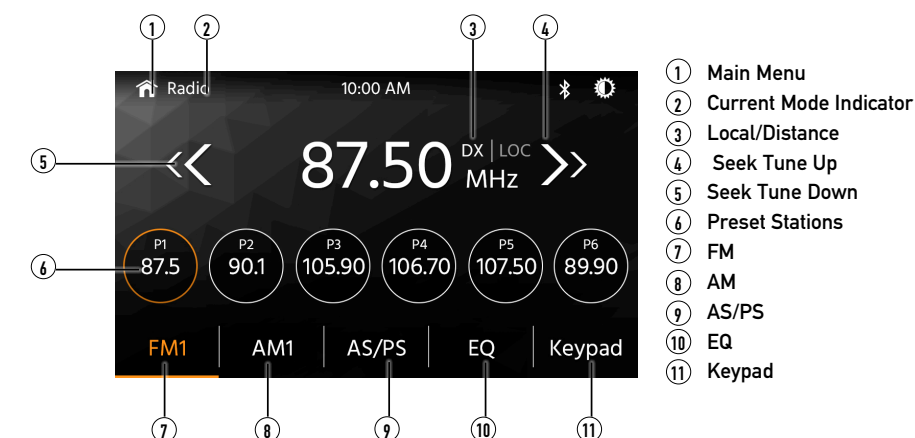 1 2 3 4
Radio 10:00 AM
87.50 DX | LOC
MHz
5
P1 P2 P3 P4 P5 P6
87.5 90.1 105.90 106.70 107.50 89.90
6
FM1 AM1 AS/PS EQ Keypad
7 8 9 10 11
1 Main Menu
2 Current Mode Indicator
3 Local/Distance
4 Seek Tune Up
5 Seek Tune Down
6 Preset Stations
7 FM
8 AM
9 AS/PS
10 EQ
11 Keypad